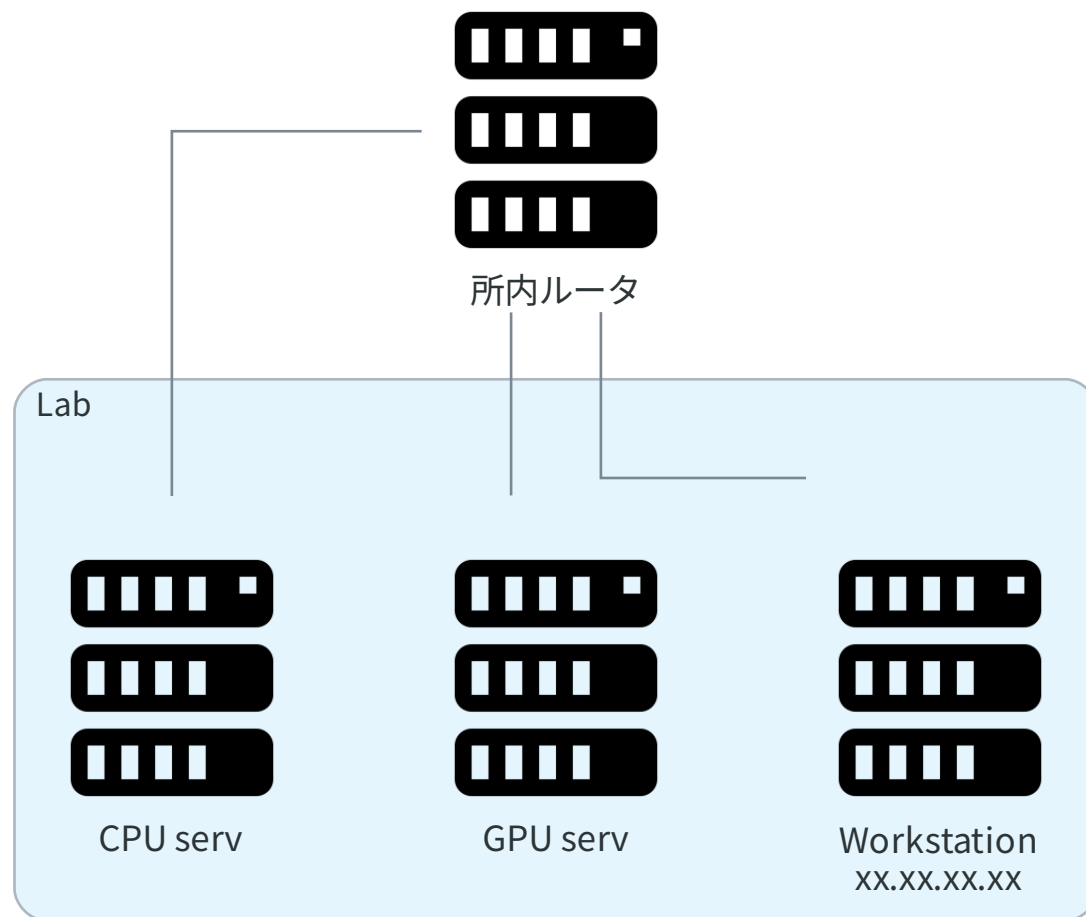 所内ルータ
Lab
CPU serv
GPU serv
Workstation
xx.xx.xx.xx